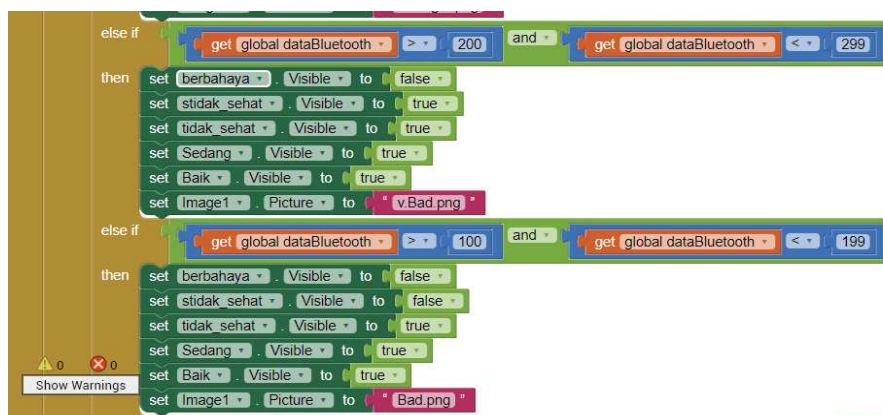 else if get global dataBluetooth > 200 and get global dataBluetooth < 299
then set berbahaya . Visible to false
set stidak_sehat . Visible to true
set tidak_sehat . Visible to true
set Sedang . Visible to true
set Baik . Visible to true
set Image1 . Picture to " v.Bad.png "
else if get global dataBluetooth > 100 and get global dataBluetooth < 199
then set berbahaya . Visible to false
set stidak_sehat . Visible to false
set tidak_sehat . Visible to true
set Sedang . Visible to true
0 0 set Baik . Visible to true
Show Warnings set Image1 . Picture to " Bad.png "